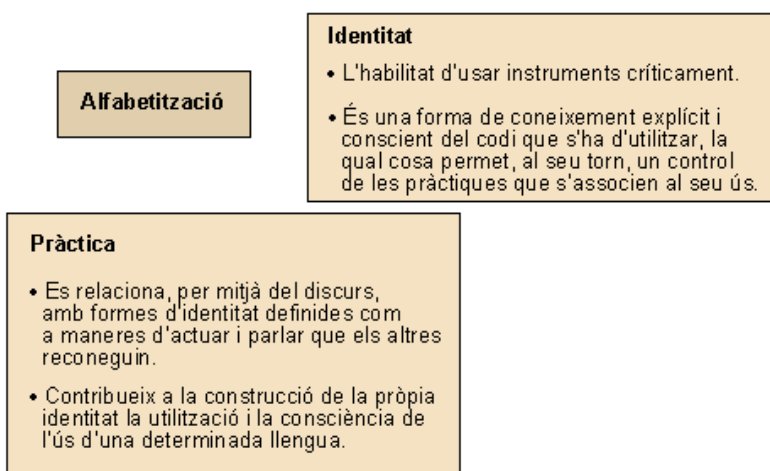 Alfabetització
Identitat
• L'habilitat d'usar instruments críticament.
• És una forma de coneixement explícit i
conscient del codi que s'ha d'utilitzar, la
qual cosa permet, al seu torn, un control
de les pràctiques que s'associen al seu ús.
Pràctica
• Es relaciona, per mitjà del discurs,
amb formes d'identitat definides com
a maneres d'actuar i parlar que els altres
reconeguin.
• Contribueix a la construcció de la pròpia
identitat la utilització i la consciència de
l'ús d'una determinada llengua.